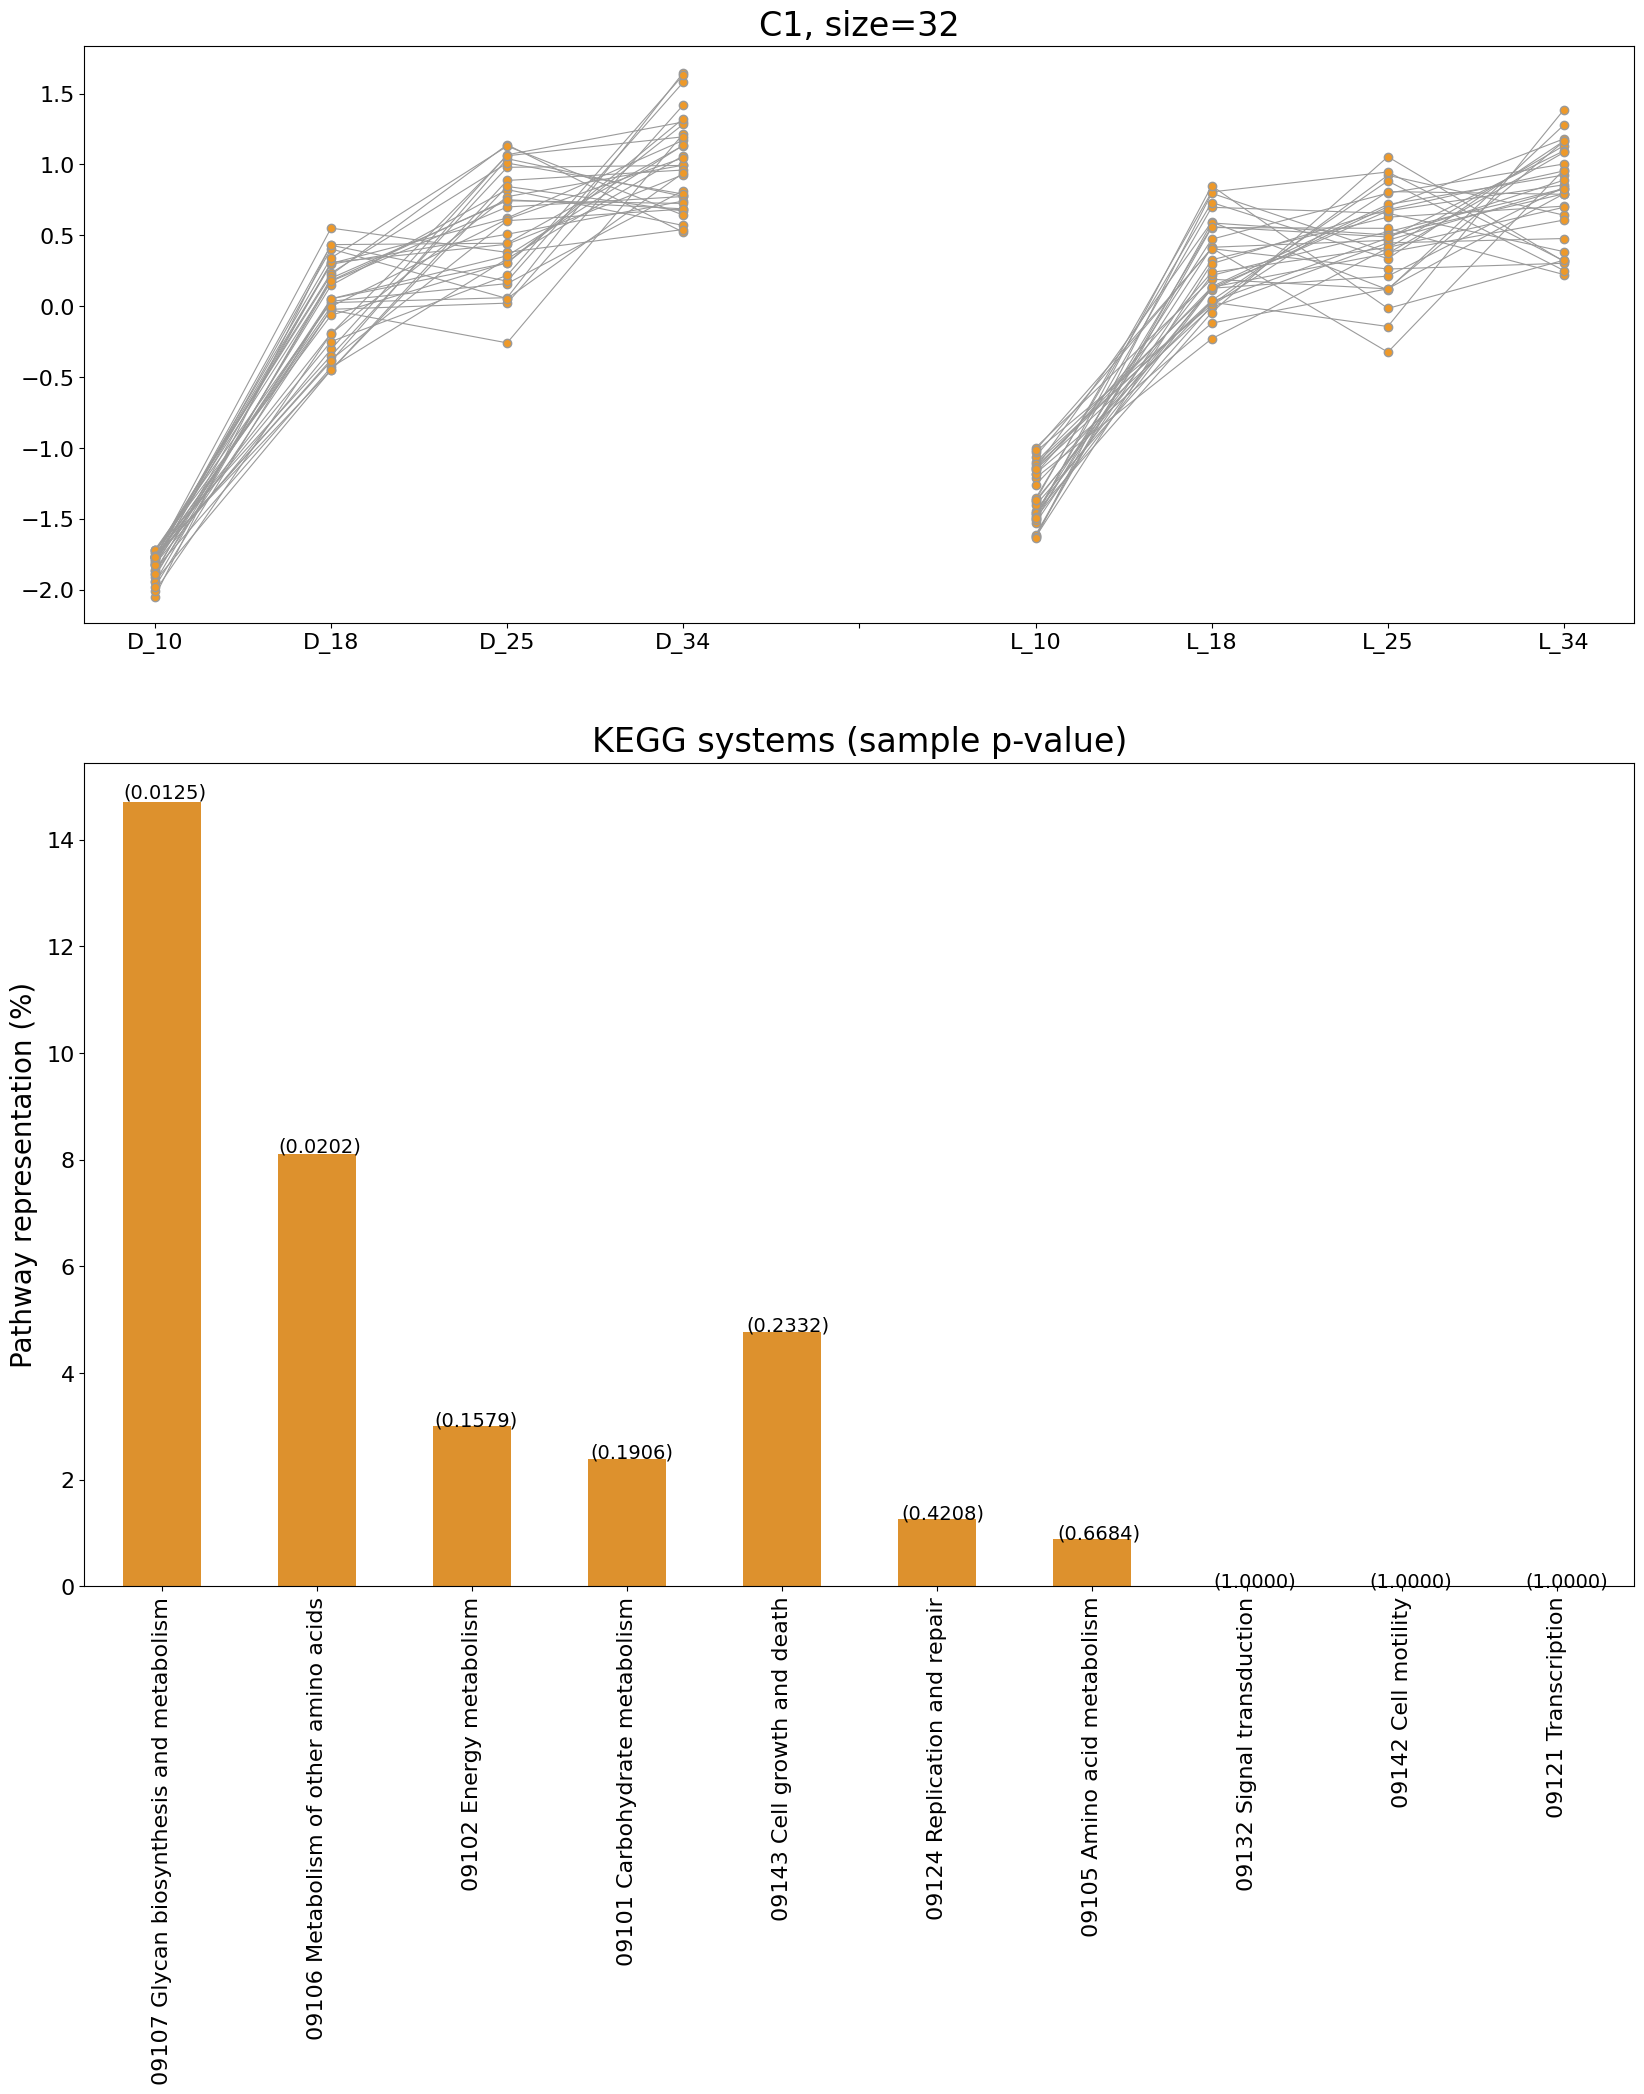 C1, size=32
1.5
1.0
0.5
0.0
−0.5
−1.0
−1.5
−2.0
D_10 D_18 D_25 D_34 L_10 L_18 L_25 L_34
KEGG systems (sample p-value)
Pathway representation (%)
14
12
10
8
6
4
2
0
(0.0125)
(0.0202)
(0.1579)
(0.1906)
(0.2332)
(0.4208)
(0.6684)
(1.0000)
(1.0000)
(1.0000)
09107 Glycan biosynthesis and metabolism
09106 Metabolism of other amino acids
09102 Energy metabolism
09101 Carbohydrate metabolism
09143 Cell growth and death
09124 Replication and repair
09105 Amino acid metabolism
09132 Signal transduction
09142 Cell motility
09121 Transcription